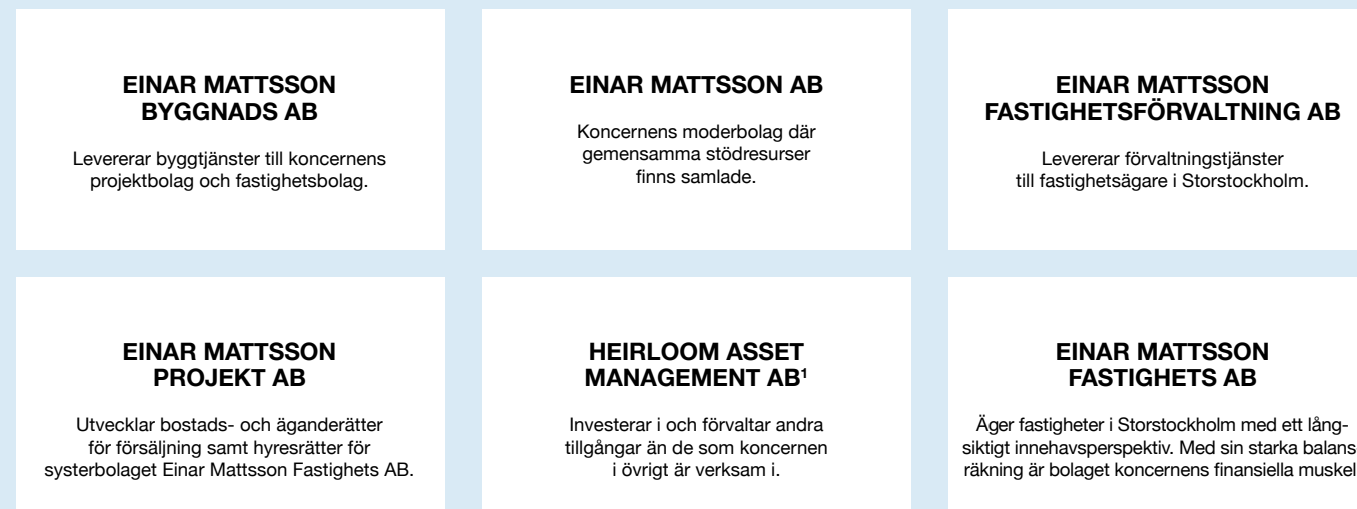 EINAR MATTSSON
BYGGNADS AB
Levererar byggtjänster till koncernens
projektbolag och fastighetsbolag.
EINAR MATTSSON AB
Koncernens moderbolag där
gemensamma stödresurser
finns samlade.
EINAR MATTSSON
FASTIGHETSFÖRVALTNING AB
Levererar förvaltningstjänster
till fastighetsägare i Storstockholm.
EINAR MATTSSON
PROJEKT AB
Utvecklar bostads- och äganderätter
för försäljning samt hyresrätter för
systerbolaget Einar Mattsson Fastighets AB.
HEIRLOOM ASSET
MANAGEMENT AB¹
Investerar i och förvaltar andra
tillgångar än de som koncernen
i övrigt är verksam i.
EINAR MATTSSON
FASTIGHETS AB
Äger fastigheter i Storstockholm med ett lång-
siktigt innehavsperspektiv. Med sin starka balans
räkning är bolaget koncernens finansiella muskel